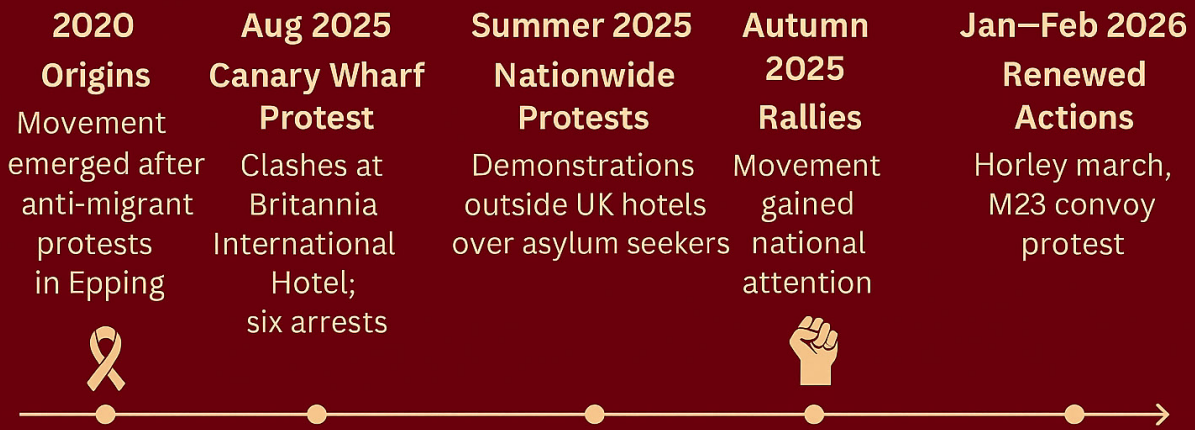 2020
Origins
Movement
emerged after
anti-migrant
protests
in Epping
Aug 2025
Canary Wharf
Protest
Clashes at
Britannia
International
Hotel;
six arrests
Summer 2025
Nationwide
Protests
Demonstrations
outside UK hotels
over asylum seekers
Autumn
2025
Rallies
Movement
gained
national
attention
Jan—Feb 2026
Renewed
Actions
Horley march,
M23 convoy
protest